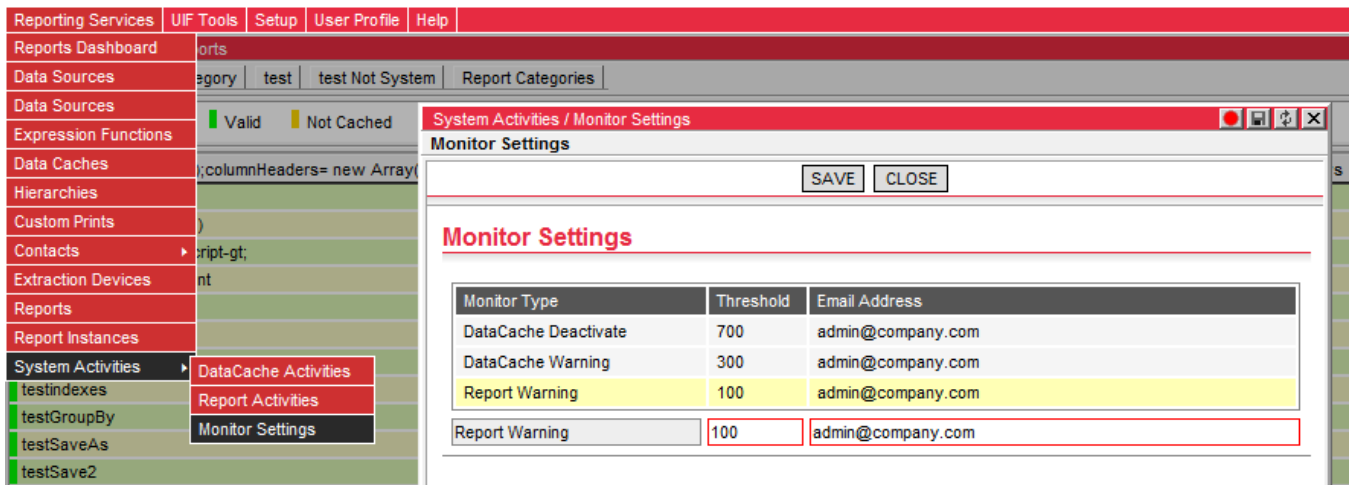 Reporting Services UIF Tools Setup User Profile Help
Reports Dashboard orts
Data Sources egory test test Not System Report Categories
Data Sources
Valid Not Cached
System Activities / Monitor Settings
Expression Functions
Monitor Settings
Data Caches );columnHeaders= new Array( s
SAVE CLOSE
Hierarchies
Custom Prints )
Monitor Settings
Contacts cript-gt;
Extraction Devices nt
Monitor Type Threshold Email Address
Reports
DataCache Deactivate 700 admin@company.com
Report Instances
DataCache Warning 300 admin@company.com
System Activities DataCache Activities
testindexes Report Activities
Report Warning 100 admin@company.com
testGroupBy Monitor Settings
Report Warning 100 admin@company.com
testSaveAs
testSave2